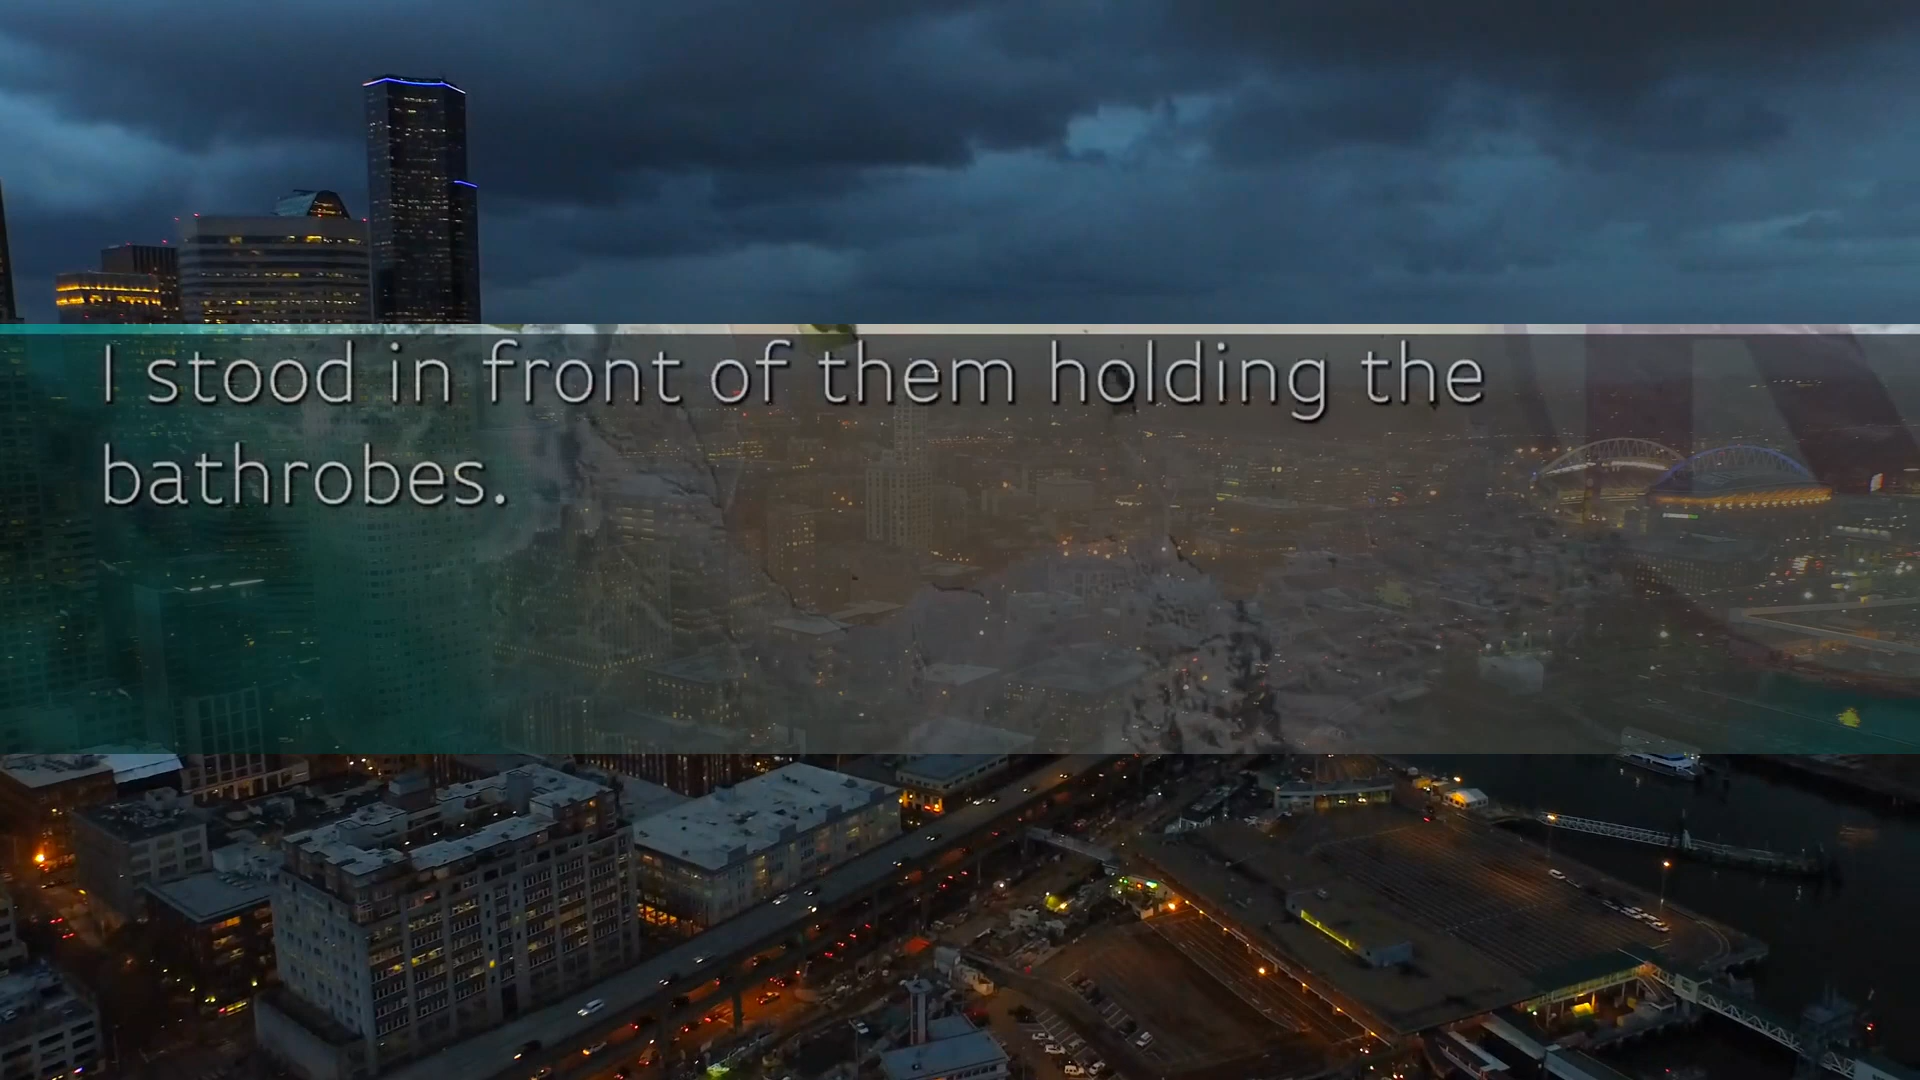 I stood in front of them holding the
bathrobes.